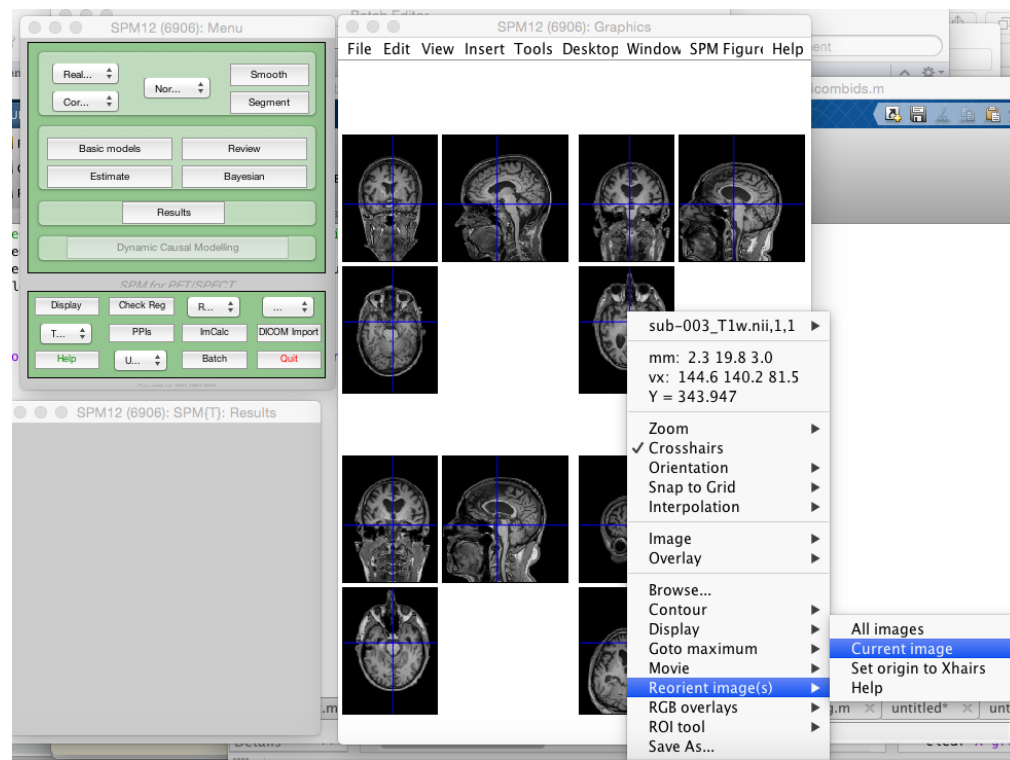 Batch Editor
SPM12 (6906): Menu
SPM12 (6906): Graphics
File Edit View Insert Tools Desktop Window SPM Figure Help
icombids.m
Real...
Nor...
Smooth
Cor...
Segment
Basic models
Review
Estimate
Bayesian
Results
Dynamic Causal Modelling
SPM for PET/SPECT
Display
Check Reg
R...
...
T...
PPIs
ImCalc
DICOM Import
Help
U...
Batch
Quit
SPM12 (6906): SPM{T}: Results
sub-003_T1w.nii,1,1
mm: 2.3 19.8 3.0
vx: 144.6 140.2 81.5
Y = 343.947
Zoom
✓ Crosshairs
Orientation
Snap to Grid
Interpolation
Image
Overlay
Browse...
Contour
Display
Goto maximum
Movie
Reorient image(s)
RGB overlays
ROI tool
Save As...
All images
Current image
Set origin to Xhairs
Help
.m
g.m
untitled*
unt
Details